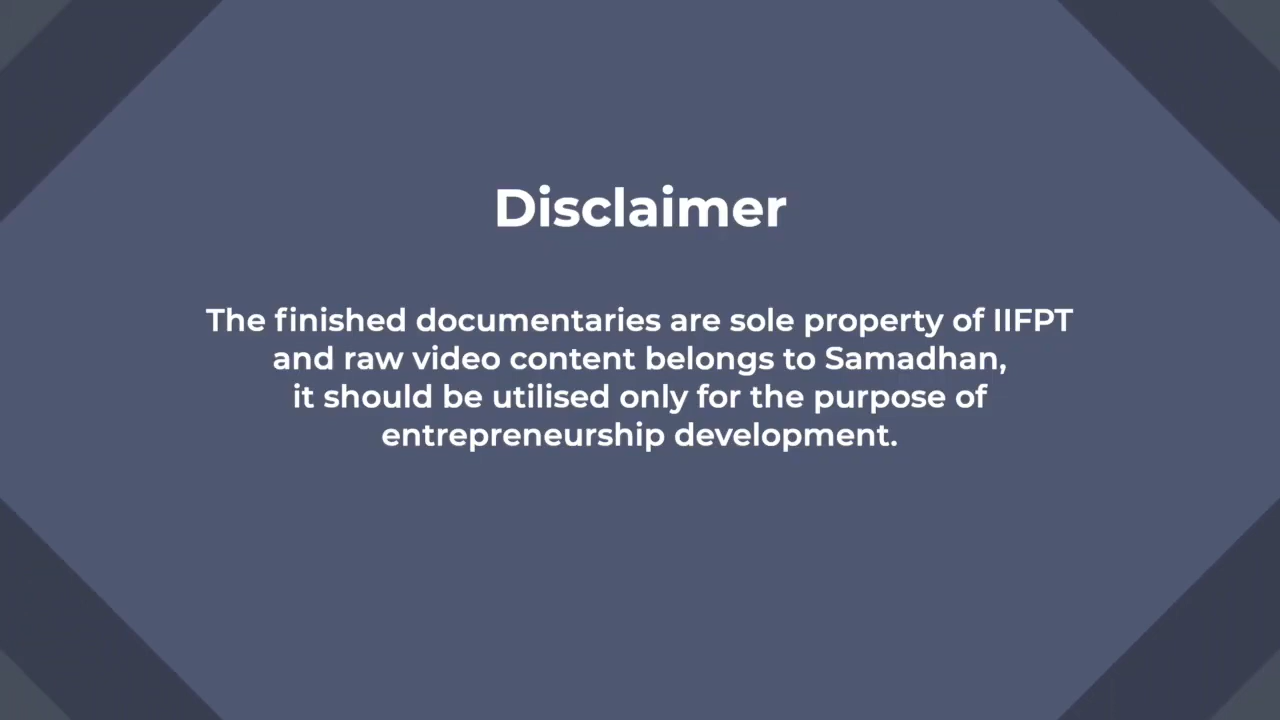 Disclaimer
The finished documentaries are sole property of IIFPT
and raw video content belongs to Samadhan,
it should be utilised only for the purpose of
entrepreneurship development.